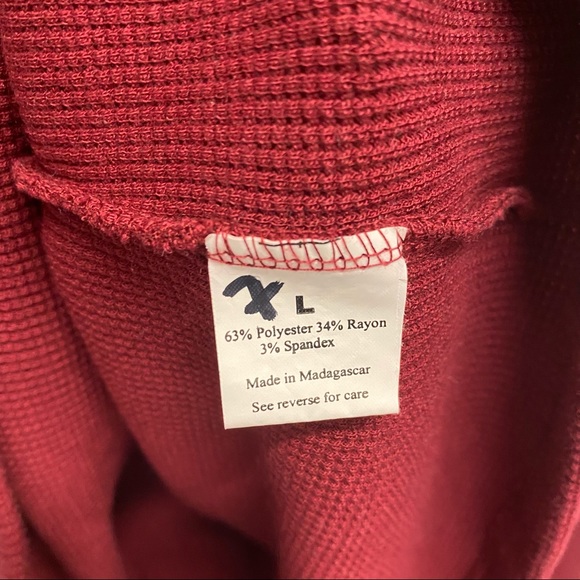 X L
63% Polyester 34% Rayon
3% Spandex
Made in Madagascar
See reverse for care